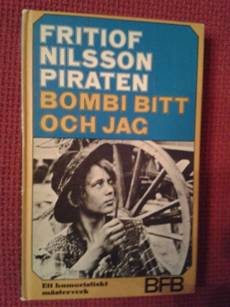 FRITIOF
NILSSON
PIRATEN
BOMBI BITT
OCH JAG
Ett humoristiskt
mästerverk
BFB